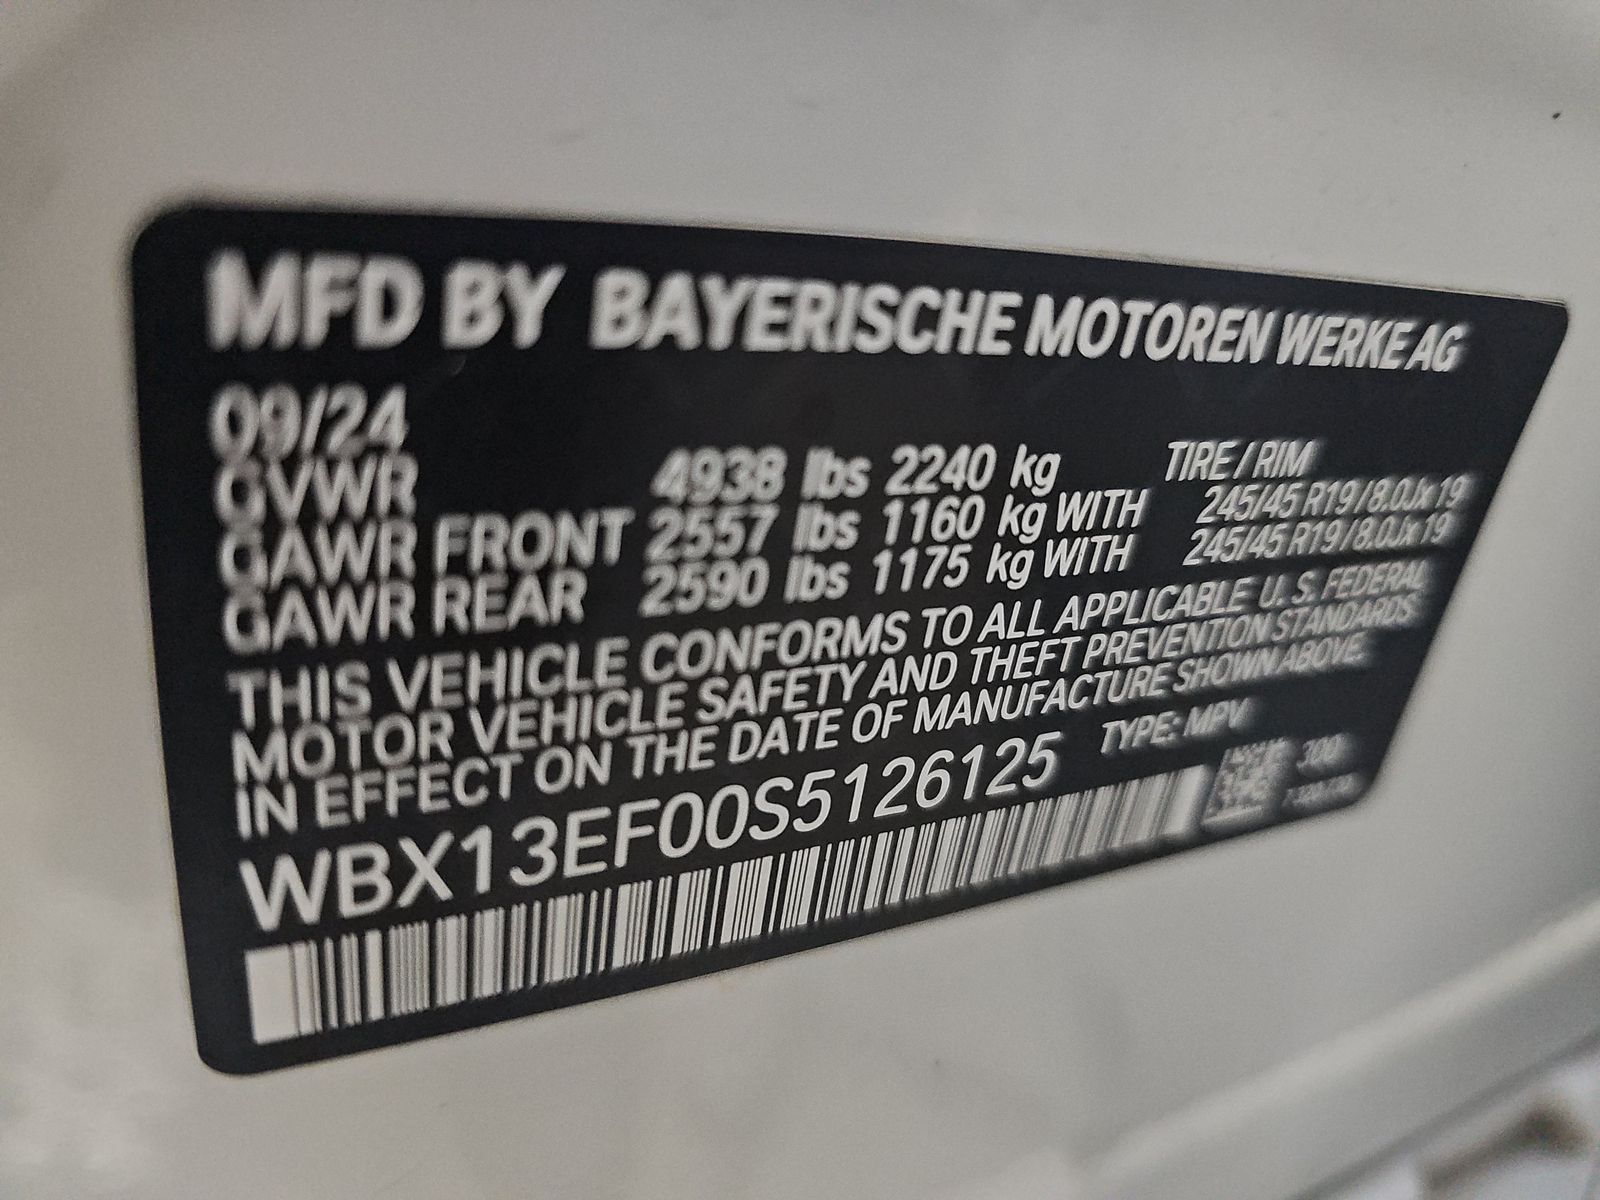 MFD BY BAYERISCHE MOTOREN WERKE AG
09/24
GVWR 4938 lbs 2240 kg TIRE / RIM
GAWR FRONT 2557 lbs 1160 kg WITH 245/45 R19 / 8.0Jx19
GAWR REAR 2590 lbs 1175 kg WITH 245/45 R19 / 8.0Jx19
THIS VEHICLE CONFORMS TO ALL APPLICABLE U. S. FEDERAL
MOTOR VEHICLE SAFETY AND THEFT PREVENTION STANDARDS
IN EFFECT ON THE DATE OF MANUFACTURE SHOWN ABOVE.
WBX13EF00S5126125 TYPE: MPV
300